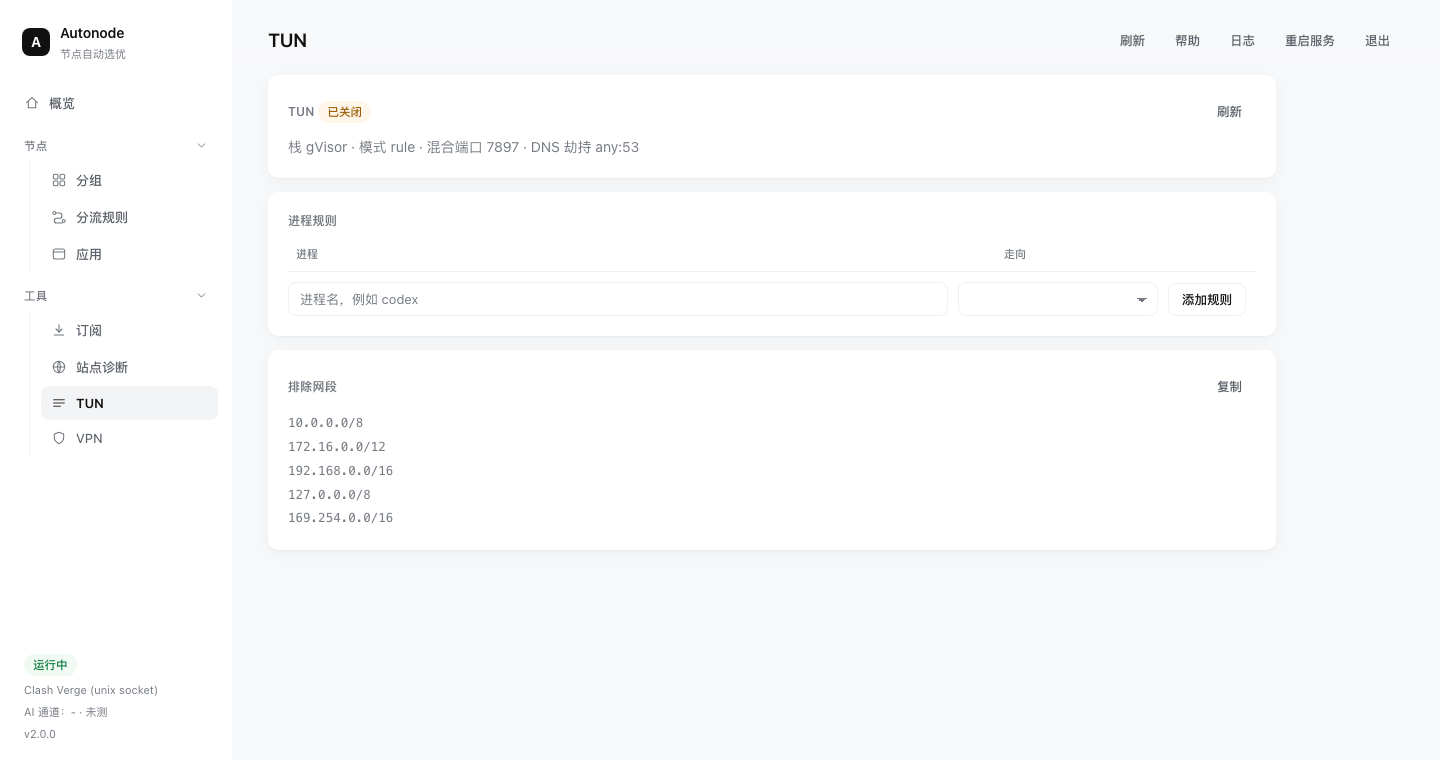 A
Autonode
节点自动选优
概览
节点
分组
分流规则
应用
工具
订阅
站点诊断
TUN
VPN
运行中
Clash Verge (unix socket)
AI 通道：- · 未测
v2.0.0
TUN
刷新 帮助 日志 重启服务 退出
TUN 已关闭 刷新
栈 gVisor · 模式 rule · 混合端口 7897 · DNS 劫持 any:53
进程规则
进程 走向
进程名，例如 codex 添加规则
排除网段 复制
10.0.0.0/8
172.16.0.0/12
192.168.0.0/16
127.0.0.0/8
169.254.0.0/16